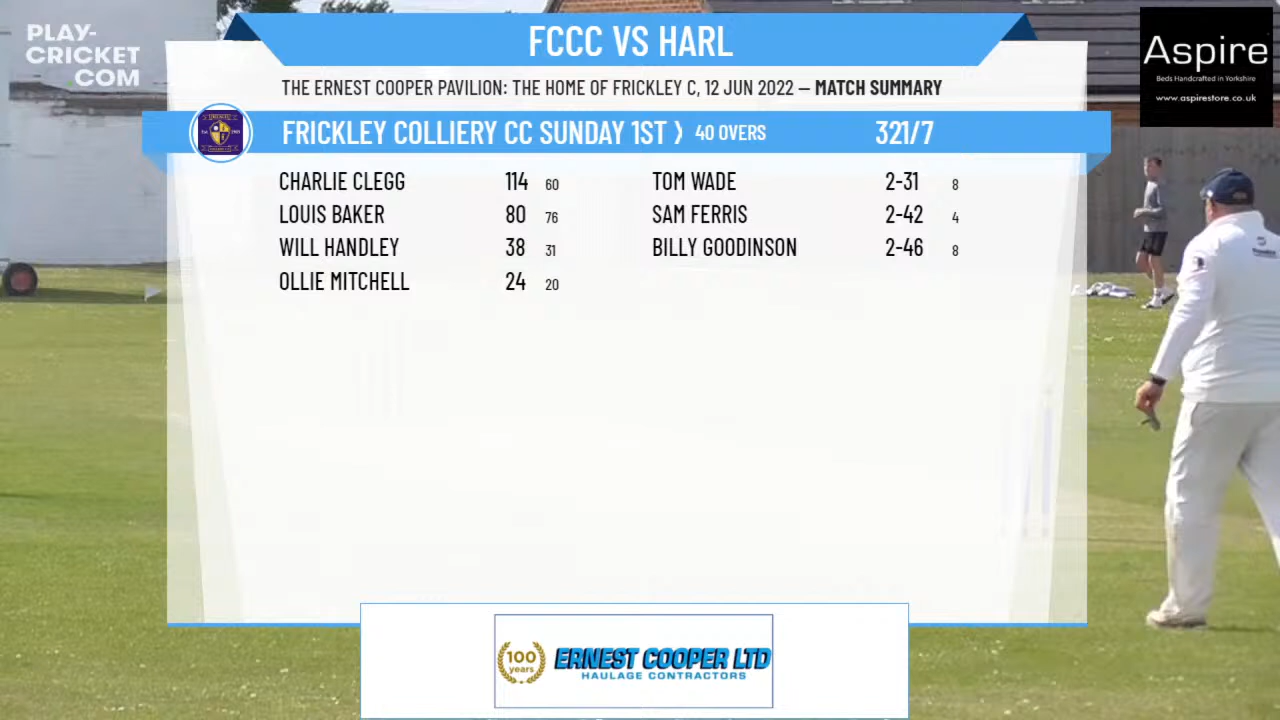 PLAY-
CRICKET
COM
FCCC VS HARL
Aspire
Beds Handcrafted in Yorkshire
www.aspirestore.co.uk
THE ERNEST COOPER PAVILION: THE HOME OF FRICKLEY C, 12 JUN 2022 – MATCH SUMMARY
FRICKLEY COLLIERY CC SUNDAY 1ST 40 OVERS 321/7
CHARLIE CLEGG 114 60 TOM WADE 2-31 8
LOUIS BAKER 80 76 SAM FERRIS 2-42 4
WILL HANDLEY 38 31 BILLY GOODINSON 2-46 8
OLLIE MITCHELL 24 20
100 years
ERNEST COOPER LTD
HAULAGE CONTRACTORS